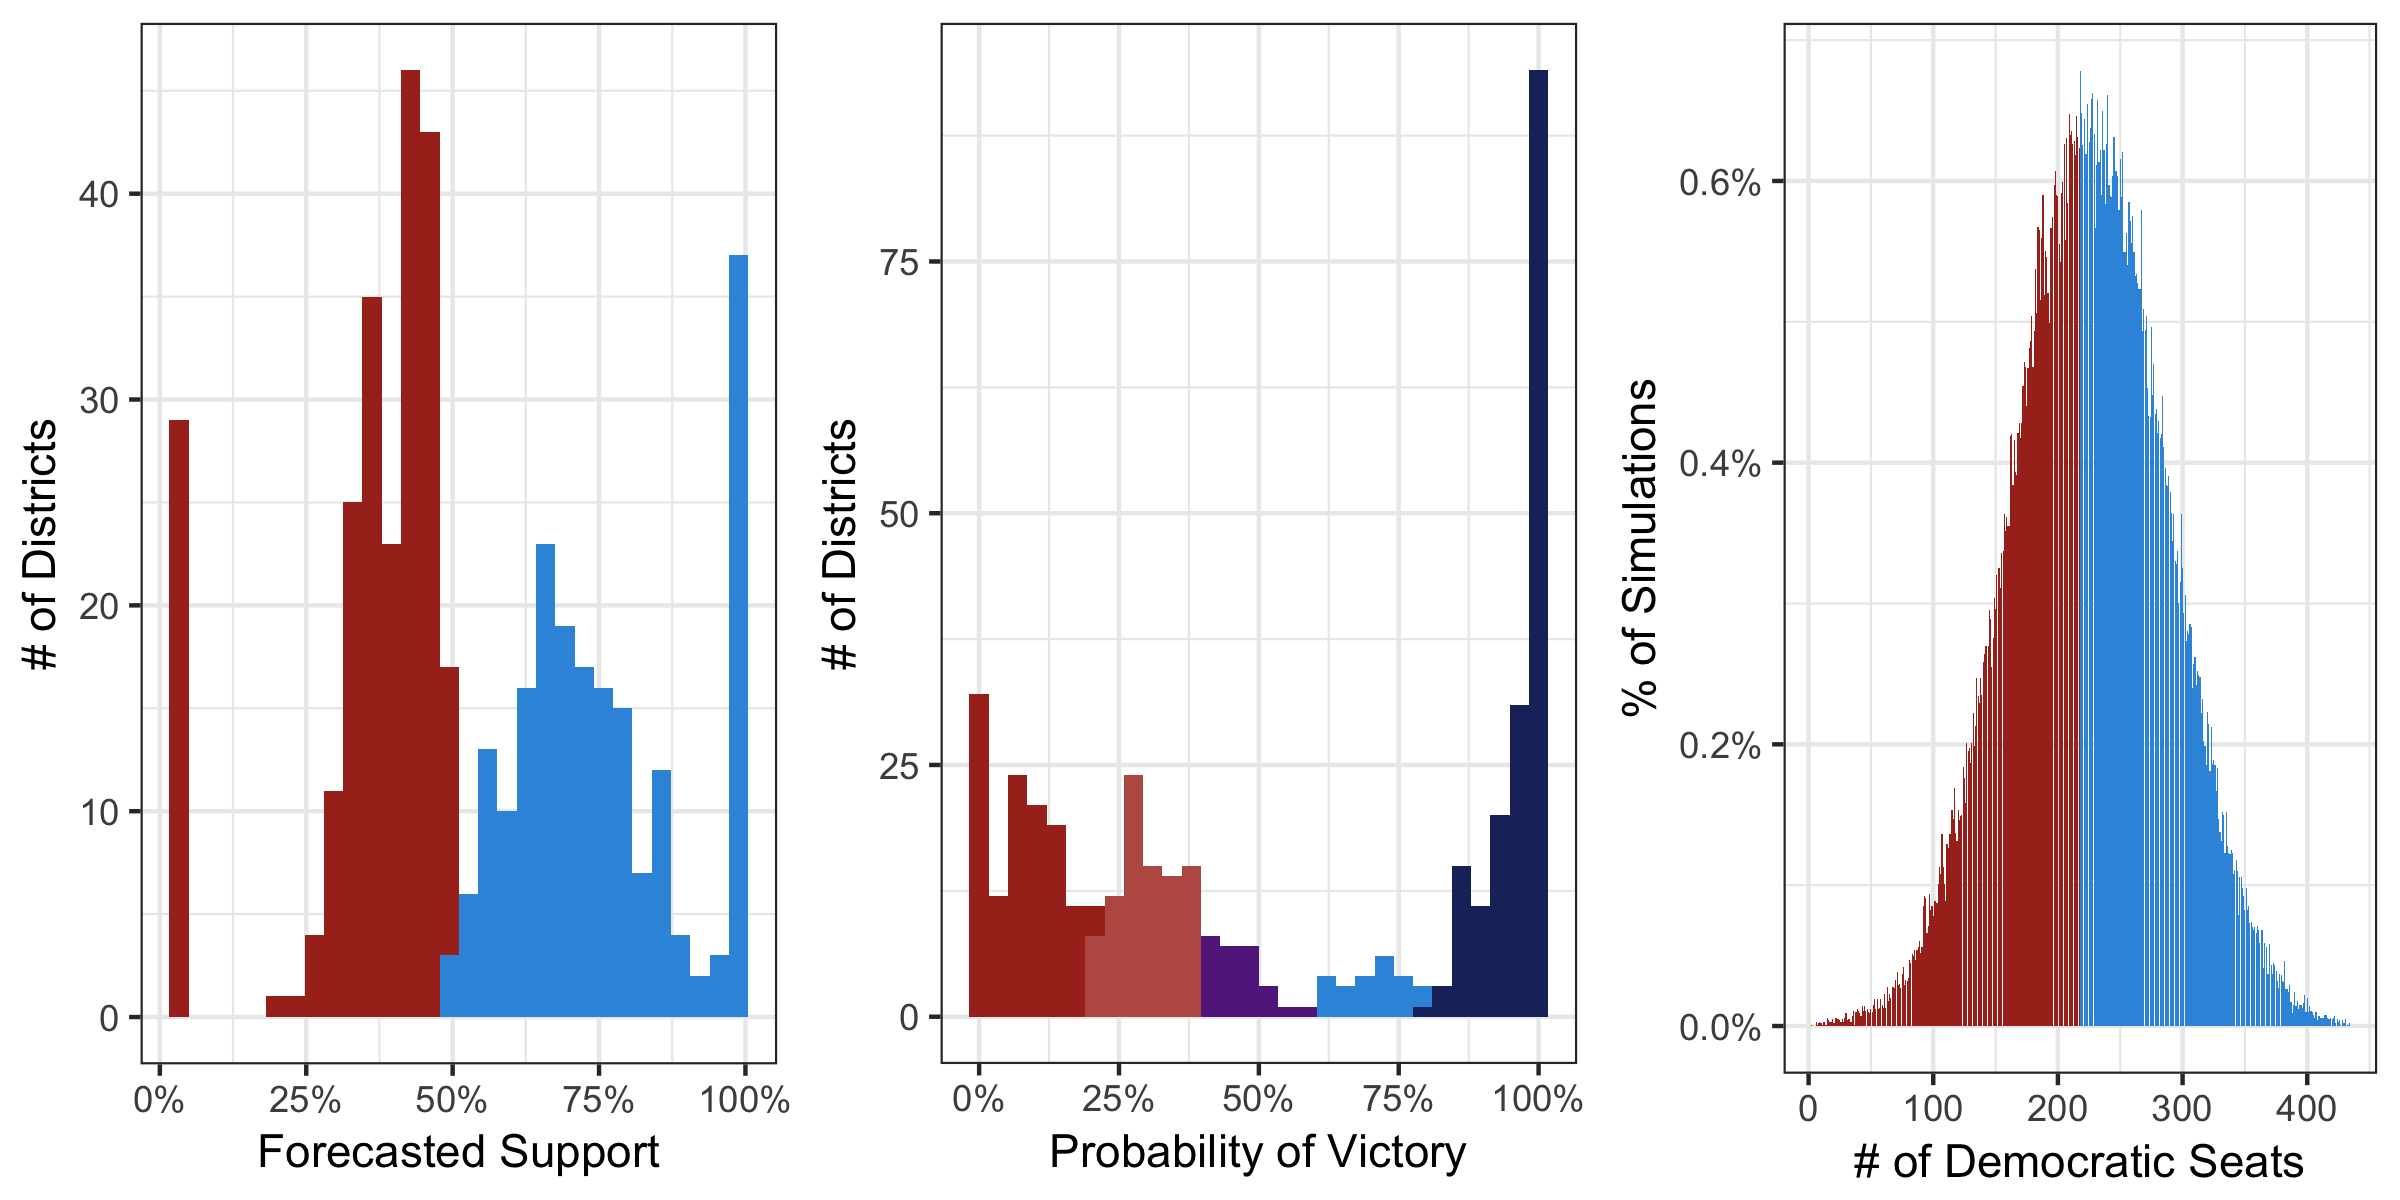 # of Districts
40
30
20
10
0
0% 25% 50% 75% 100%
Forecasted Support
# of Districts
75
50
25
0
0% 25% 50% 75% 100%
Probability of Victory
% of Simulations
0.6%
0.4%
0.2%
0.0%
0 100 200 300 400
# of Democratic Seats